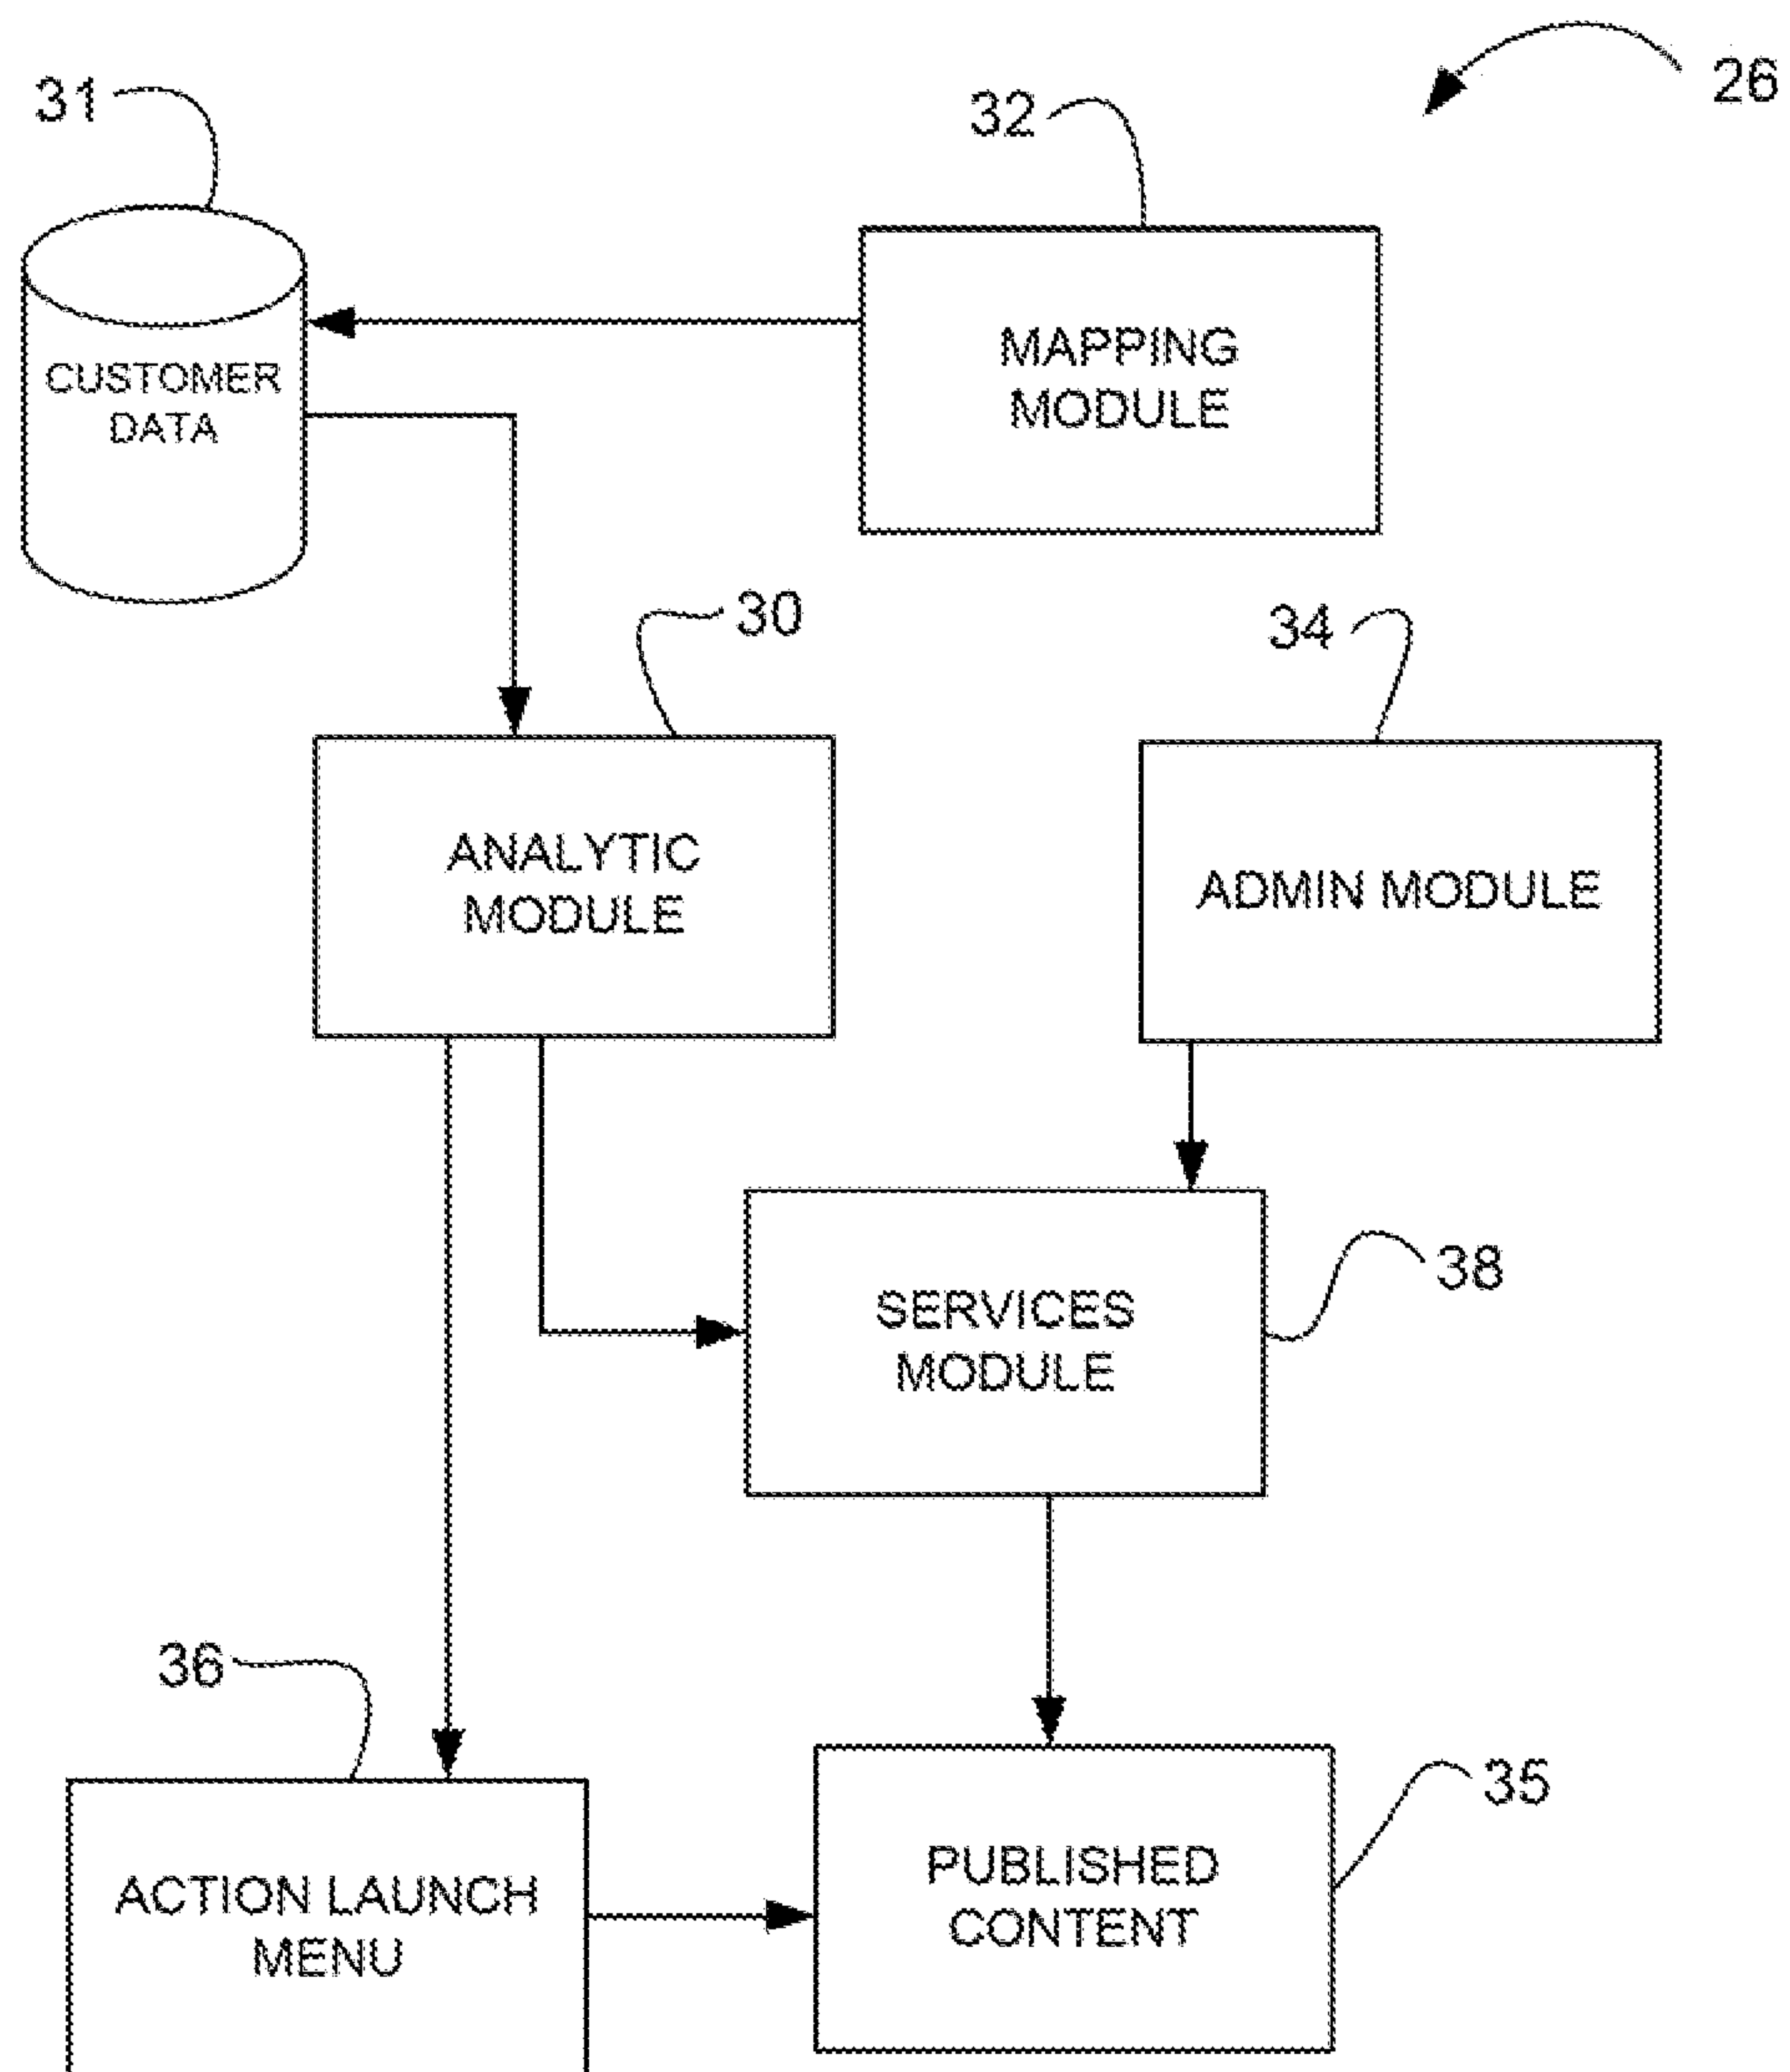 26
31
32
CUSTOMER
DATA
MAPPING
MODULE
30
34
ANALYTIC
MODULE
ADMIN MODULE
38
SERVICES
MODULE
36
35
ACTION LAUNCH
MENU
PUBLISHED
CONTENT